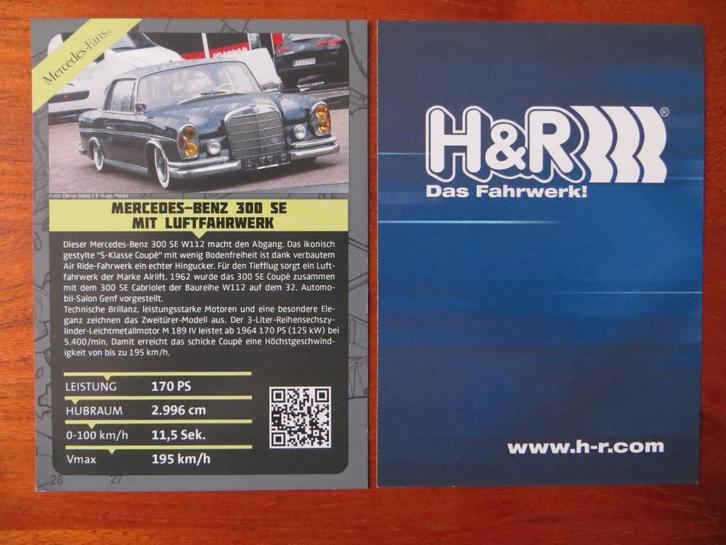 Mercedes-Fans.de
MERCEDES-BENZ 300 SE
MIT LUFTFAHRWERK
Dieser Mercedes-Benz 300 SE W112 macht den Abgang. Das ikonisch
gestylte "S-Klasse Coupé" mit wenig Bodenfreiheit ist dank verbautem
Air Ride-Fahrwerk ein echter Hingucker. Für den Tiefflug sorgt ein Luft-
fahrwerk der Marke Airlift. 1962 wurde das 300 SE Coupé zusammen
mit dem 300 SE Cabriolet der Baureihe W112 auf dem 32. Automo-
bil-Salon Genf vorgestellt.
Technische Brillanz, leistungsstarke Motoren und eine besondere Ele-
ganz zeichnen das Zweitürer-Modell aus. Der 3-Liter-Reihensechszy-
linder-Leichtmetallmotor M 189 IV leistet ab 1964 170 PS (125 kW) bei
5.400/min. Damit erreicht das schicke Coupé eine Höchstgeschwind-
igkeit von bis zu 195 km/h.
LEISTUNG 170 PS
HUBRAUM 2.996 cm
0-100 km/h 11,5 Sek.
Vmax 195 km/h
28 27
H&R®
Das Fahrwerk!
www.h-r.com